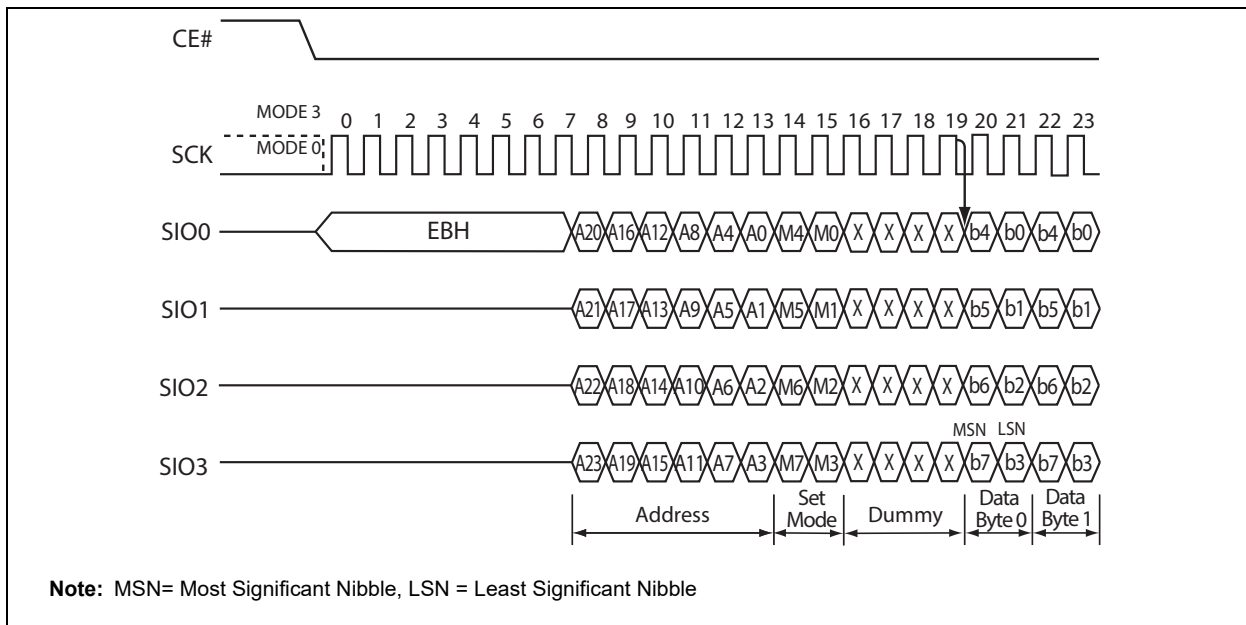 CE#
MODE 3
0 1 2 3 4 5 6 7 8 9 10 11 12 13 14 15 16 17 18 19 20 21 22 23
MODE 0
SCK
SIO0 EBH A20 A16 A12 A8 A4 A0 M4 M0 X X X X b4 b0 b4 b0
SIO1 A21 A17 A13 A9 A5 A1 M5 M1 X X X X b5 b1 b5 b1
SIO2 A22 A18 A14 A10 A6 A2 M6 M2 X X X X b6 b2 b6 b2
MSN LSN
SIO3 A23 A19 A15 A11 A7 A3 M7 M3 X X X X b7 b3 b7 b3
Address
Set
Mode
Dummy
Data
Byte 0
Data
Byte 1
Note: MSN= Most Significant Nibble, LSN = Least Significant Nibble